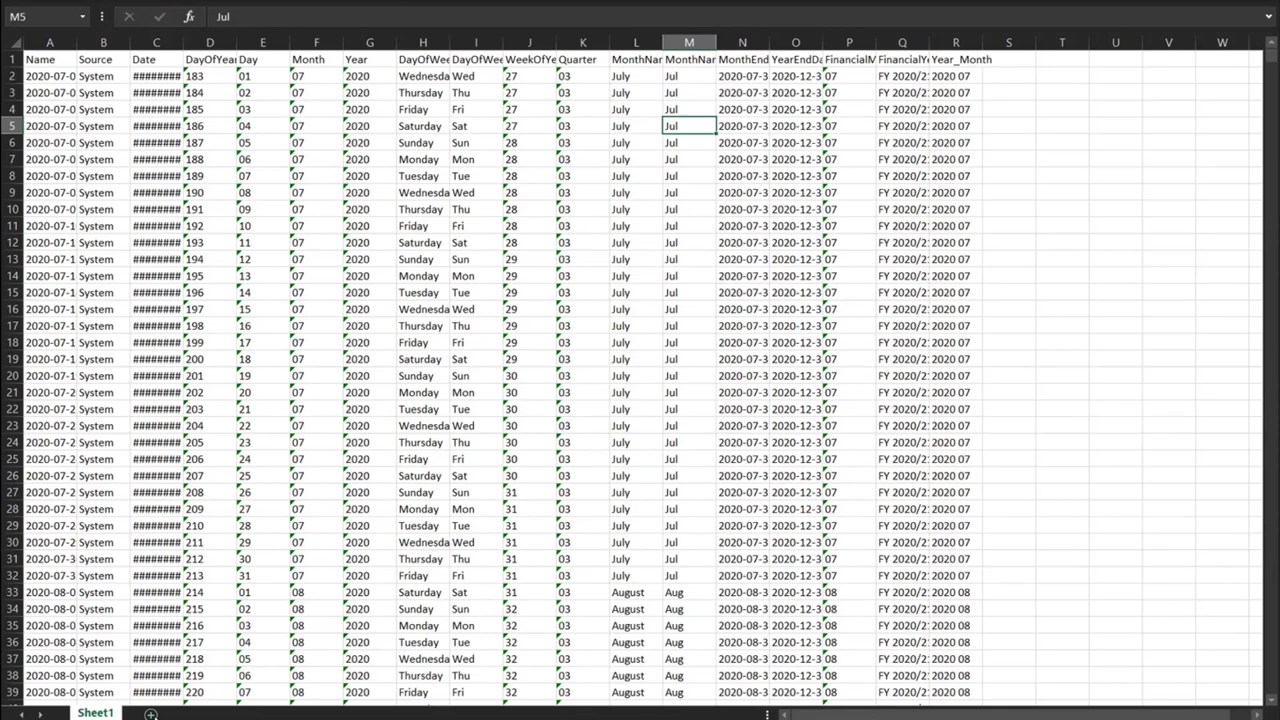 M5 fx Jul
A B C D E F G H I J K L M N O P Q R S T U V W
1 Name Source Date DayOfYea Day Month Year DayOfWee DayOfWee WeekOfYe Quarter MonthNar MonthNar MonthEnd YearEndDa FinancialM FinancialYe Year_Month
2 2020-07-0 System ######## 183 01 07 2020 Wednesda Wed 27 03 July Jul 2020-07-3 2020-12-3 07 FY 2020/2 2020 07
3 2020-07-0 System ######## 184 02 07 2020 Thursday Thu 27 03 July Jul 2020-07-3 2020-12-3 07 FY 2020/2 2020 07
4 2020-07-0 System ######## 185 03 07 2020 Friday Fri 27 03 July Jul 2020-07-3 2020-12-3 07 FY 2020/2 2020 07
5 2020-07-0 System ######## 186 04 07 2020 Saturday Sat 27 03 July Jul 2020-07-3 2020-12-3 07 FY 2020/2 2020 07
6 2020-07-0 System ######## 187 05 07 2020 Sunday Sun 28 03 July Jul 2020-07-3 2020-12-3 07 FY 2020/2 2020 07
7 2020-07-0 System ######## 188 06 07 2020 Monday Mon 28 03 July Jul 2020-07-3 2020-12-3 07 FY 2020/2 2020 07
8 2020-07-0 System ######## 189 07 07 2020 Tuesday Tue 28 03 July Jul 2020-07-3 2020-12-3 07 FY 2020/2 2020 07
9 2020-07-0 System ######## 190 08 07 2020 Wednesda Wed 28 03 July Jul 2020-07-3 2020-12-3 07 FY 2020/2 2020 07
10 2020-07-0 System ######## 191 09 07 2020 Thursday Thu 28 03 July Jul 2020-07-3 2020-12-3 07 FY 2020/2 2020 07
11 2020-07-1 System ######## 192 10 07 2020 Friday Fri 28 03 July Jul 2020-07-3 2020-12-3 07 FY 2020/2 2020 07
12 2020-07-1 System ######## 193 11 07 2020 Saturday Sat 28 03 July Jul 2020-07-3 2020-12-3 07 FY 2020/2 2020 07
13 2020-07-1 System ######## 194 12 07 2020 Sunday Sun 29 03 July Jul 2020-07-3 2020-12-3 07 FY 2020/2 2020 07
14 2020-07-1 System ######## 195 13 07 2020 Monday Mon 29 03 July Jul 2020-07-3 2020-12-3 07 FY 2020/2 2020 07
15 2020-07-1 System ######## 196 14 07 2020 Tuesday Tue 29 03 July Jul 2020-07-3 2020-12-3 07 FY 2020/2 2020 07
16 2020-07-1 System ######## 197 15 07 2020 Wednesda Wed 29 03 July Jul 2020-07-3 2020-12-3 07 FY 2020/2 2020 07
17 2020-07-1 System ######## 198 16 07 2020 Thursday Thu 29 03 July Jul 2020-07-3 2020-12-3 07 FY 2020/2 2020 07
18 2020-07-1 System ######## 199 17 07 2020 Friday Fri 29 03 July Jul 2020-07-3 2020-12-3 07 FY 2020/2 2020 07
19 2020-07-1 System ######## 200 18 07 2020 Saturday Sat 29 03 July Jul 2020-07-3 2020-12-3 07 FY 2020/2 2020 07
20 2020-07-1 System ######## 201 19 07 2020 Sunday Sun 30 03 July Jul 2020-07-3 2020-12-3 07 FY 2020/2 2020 07
21 2020-07-2 System ######## 202 20 07 2020 Monday Mon 30 03 July Jul 2020-07-3 2020-12-3 07 FY 2020/2 2020 07
22 2020-07-2 System ######## 203 21 07 2020 Tuesday Tue 30 03 July Jul 2020-07-3 2020-12-3 07 FY 2020/2 2020 07
23 2020-07-2 System ######## 204 22 07 2020 Wednesda Wed 30 03 July Jul 2020-07-3 2020-12-3 07 FY 2020/2 2020 07
24 2020-07-2 System ######## 205 23 07 2020 Thursday Thu 30 03 July Jul 2020-07-3 2020-12-3 07 FY 2020/2 2020 07
25 2020-07-2 System ######## 206 24 07 2020 Friday Fri 30 03 July Jul 2020-07-3 2020-12-3 07 FY 2020/2 2020 07
26 2020-07-2 System ######## 207 25 07 2020 Saturday Sat 30 03 July Jul 2020-07-3 2020-12-3 07 FY 2020/2 2020 07
27 2020-07-2 System ######## 208 26 07 2020 Sunday Sun 31 03 July Jul 2020-07-3 2020-12-3 07 FY 2020/2 2020 07
28 2020-07-2 System ######## 209 27 07 2020 Monday Mon 31 03 July Jul 2020-07-3 2020-12-3 07 FY 2020/2 2020 07
29 2020-07-2 System ######## 210 28 07 2020 Tuesday Tue 31 03 July Jul 2020-07-3 2020-12-3 07 FY 2020/2 2020 07
30 2020-07-2 System ######## 211 29 07 2020 Wednesda Wed 31 03 July Jul 2020-07-3 2020-12-3 07 FY 2020/2 2020 07
31 2020-07-3 System ######## 212 30 07 2020 Thursday Thu 31 03 July Jul 2020-07-3 2020-12-3 07 FY 2020/2 2020 07
32 2020-07-3 System ######## 213 31 07 2020 Friday Fri 31 03 July Jul 2020-07-3 2020-12-3 07 FY 2020/2 2020 07
33 2020-08-0 System ######## 214 01 08 2020 Saturday Sat 31 03 August Aug 2020-08-3 2020-12-3 08 FY 2020/2 2020 08
34 2020-08-0 System ######## 215 02 08 2020 Sunday Sun 32 03 August Aug 2020-08-3 2020-12-3 08 FY 2020/2 2020 08
35 2020-08-0 System ######## 216 03 08 2020 Monday Mon 32 03 August Aug 2020-08-3 2020-12-3 08 FY 2020/2 2020 08
36 2020-08-0 System ######## 217 04 08 2020 Tuesday Tue 32 03 August Aug 2020-08-3 2020-12-3 08 FY 2020/2 2020 08
37 2020-08-0 System ######## 218 05 08 2020 Wednesda Wed 32 03 August Aug 2020-08-3 2020-12-3 08 FY 2020/2 2020 08
38 2020-08-0 System ######## 219 06 08 2020 Thursday Thu 32 03 August Aug 2020-08-3 2020-12-3 08 FY 2020/2 2020 08
39 2020-08-0 System ######## 220 07 08 2020 Friday Fri 32 03 August Aug 2020-08-3 2020-12-3 08 FY 2020/2 2020 08
Sheet1